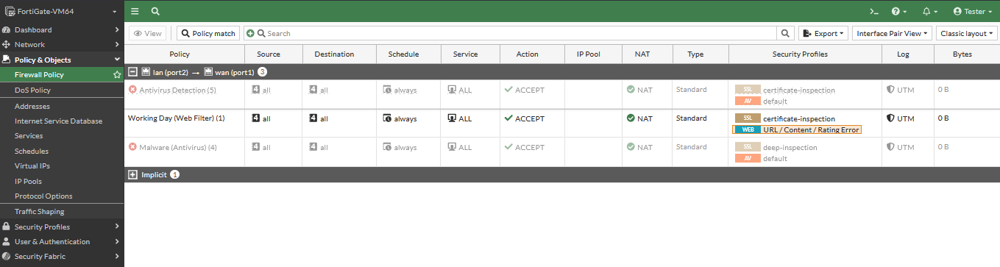 FortiGate-VM64
Tester
Dashboard
Network
Policy & Objects
Firewall Policy
DoS Policy
Addresses
Internet Service Database
Services
Schedules
Virtual IPs
IP Pools
Protocol Options
Traffic Shaping
Security Profiles
User & Authentication
Security Fabric
View Policy match Search Export Interface Pair View Classic layout
Policy Source Destination Schedule Service Action IP Pool NAT Type Security Profiles Log Bytes
lan (port2) → wan (port1) 3
Antivirus Detection (5) 4 all 4 all always ALL ACCEPT NAT Standard SSL certificate-inspection UTM 0 B
AV default
Working Day (Web Filter) (1) 4 all 4 all always ALL ACCEPT NAT Standard SSL certificate-inspection UTM 0 B
WEB URL / Content / Rating Error
Malware (Antivirus) (4) 4 all 4 all always ALL ACCEPT NAT Standard SSL deep-inspection UTM 0 B
AV default
Implicit 1